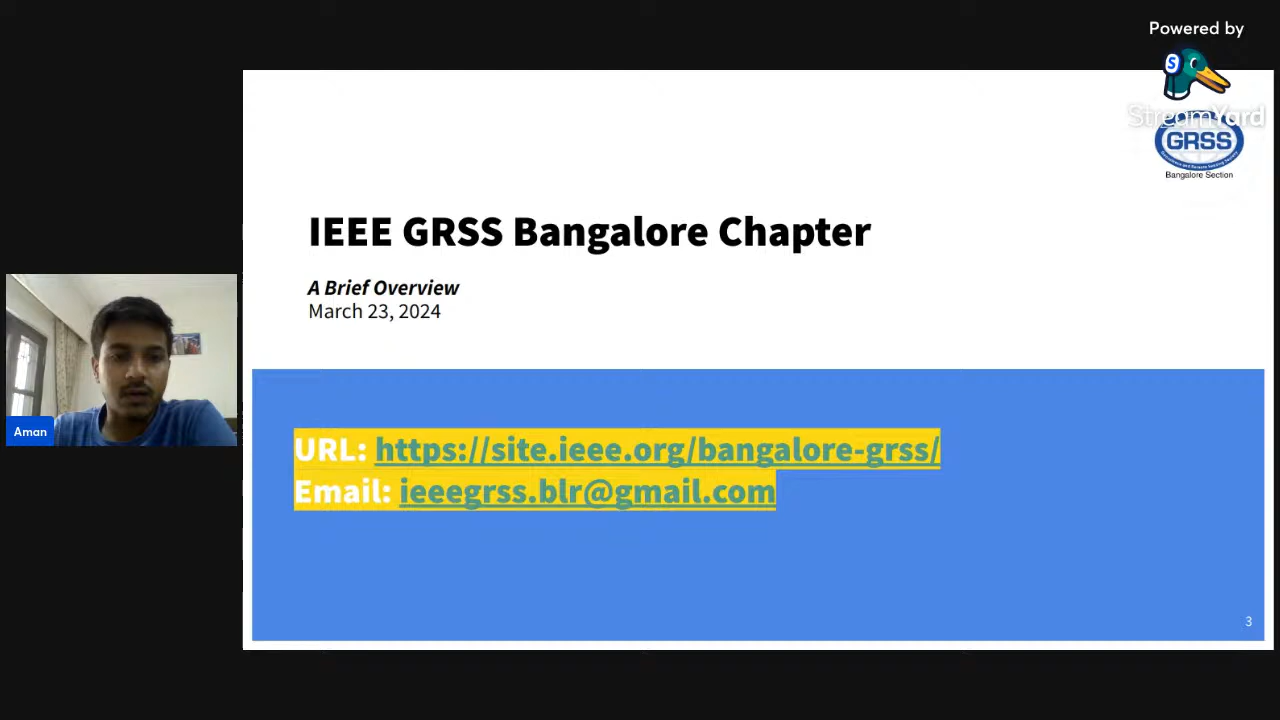 Powered by
StreamYard
GRSS
Bangalore Section
IEEE GRSS Bangalore Chapter
A Brief Overview
March 23, 2024
Aman
URL: https://site.ieee.org/bangalore-grss/
Email: ieeegrss.blr@gmail.com
3